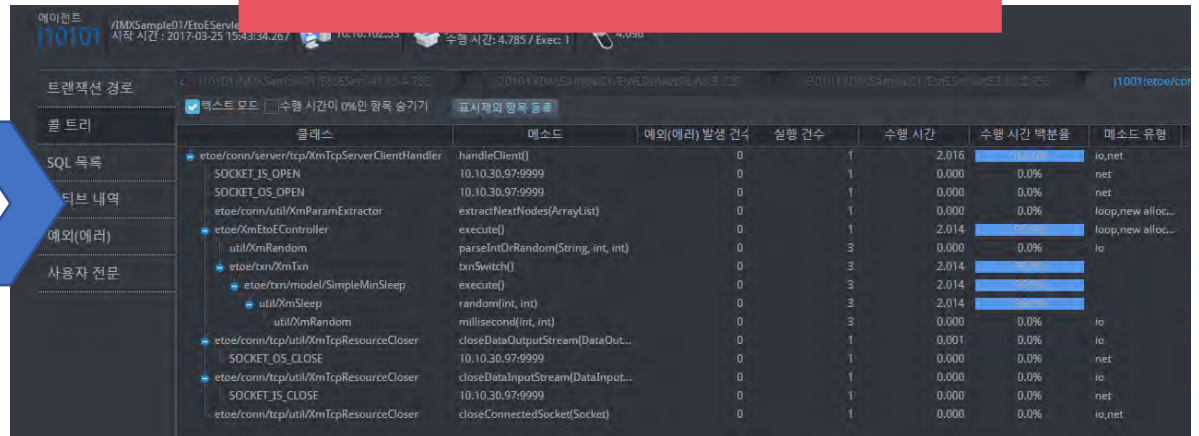 에이전트
/IMXSample01/EtoEServle
시작 시간 : 2017-03-25 15:43:34.267
수행 시간: 4.785 / Exec: 1
4.096
트랜잭션 경로
콜 트리
SQL 목록
티브 내역
예외(에러)
사용자 전문
j1001:etoe/con
텍스트 모드 수행 시간이 0%인 항목 숨기기 표시제외 항목 등록
클래스 메소드 예외(에러) 발생 건수 실행 건수 수행 시간 수행 시간 백분율 메소드 유형
etoe/conn/server/tcp/XmTcpServerClientHandler handleClient() 0 1 2.016 io,net
SOCKET_IS_OPEN 10.10.30.97:9999 0 1 0.000 0.0% net
SOCKET_OS_OPEN 10.10.30.97:9999 0 1 0.000 0.0% net
etoe/conn/util/XmParamExtractor extractNextNodes(ArrayList) 0 1 0.000 0.0% loop,new alloc...
etoe/XmEtoEController execute() 0 1 2.014 loop,new alloc...
util/XmRandom parseIntOrRandom(String, int, int) 0 3 0.000 0.0% io
etoe/txn/XmTxn txnSwitch() 0 3 2.014
etoe/txn/model/SimpleMinSleep execute() 0 3 2.014
util/XmSleep random(int, int) 0 3 2.014
util/XmRandom millisecond(int, int) 0 3 0.000 0.0% io
etoe/conn/tcp/util/XmTcpResourceCloser closeDataOutputStream(DataOut... 0 1 0.001 0.0% io
SOCKET_OS_CLOSE 10.10.30.97:9999 0 1 0.000 0.0% net
etoe/conn/tcp/util/XmTcpResourceCloser closeDataInputStream(DataInput... 0 1 0.000 0.0% io
SOCKET_IS_CLOSE 10.10.30.97:9999 0 1 0.000 0.0% net
etoe/conn/tcp/util/XmTcpResourceCloser closeConnectedSocket(Socket) 0 1 0.000 0.0% io,net